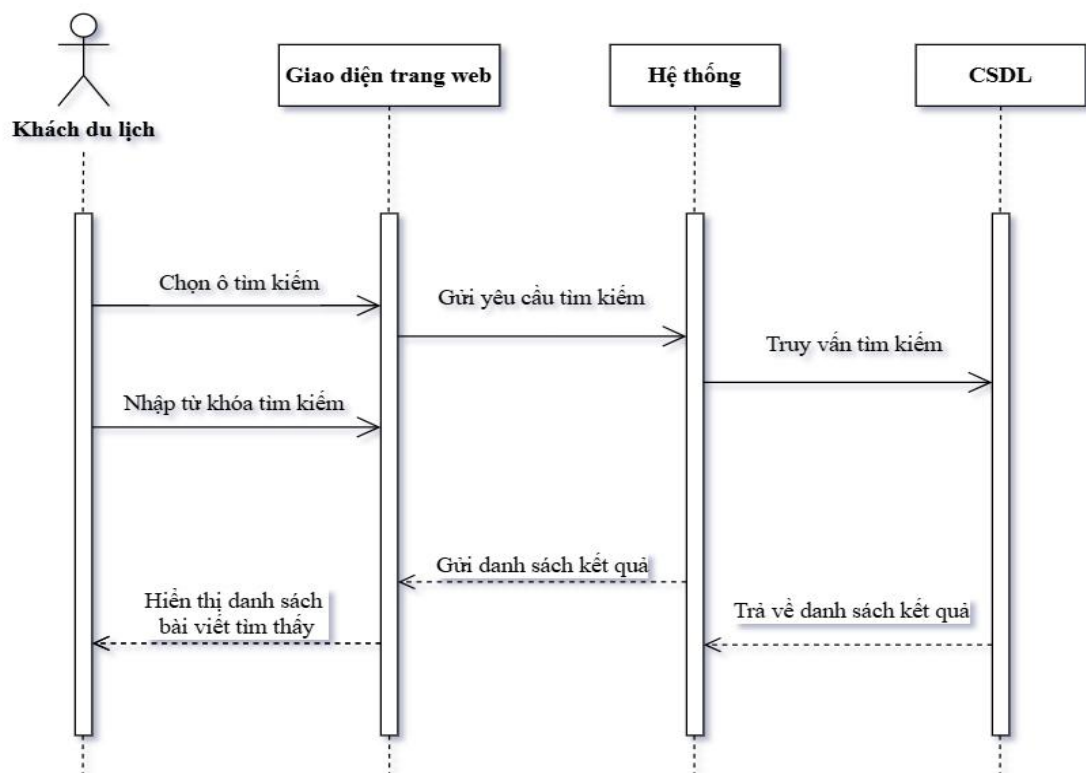 Khách du lịch
Giao diện trang web
Hệ thống
CSDL
Chọn ô tìm kiếm
Gửi yêu cầu tìm kiếm
Truy vấn tìm kiếm
Nhập từ khóa tìm kiếm
Gửi danh sách kết quả
Hiển thị danh sách
bài viết tìm thấy
Trả về danh sách kết quả